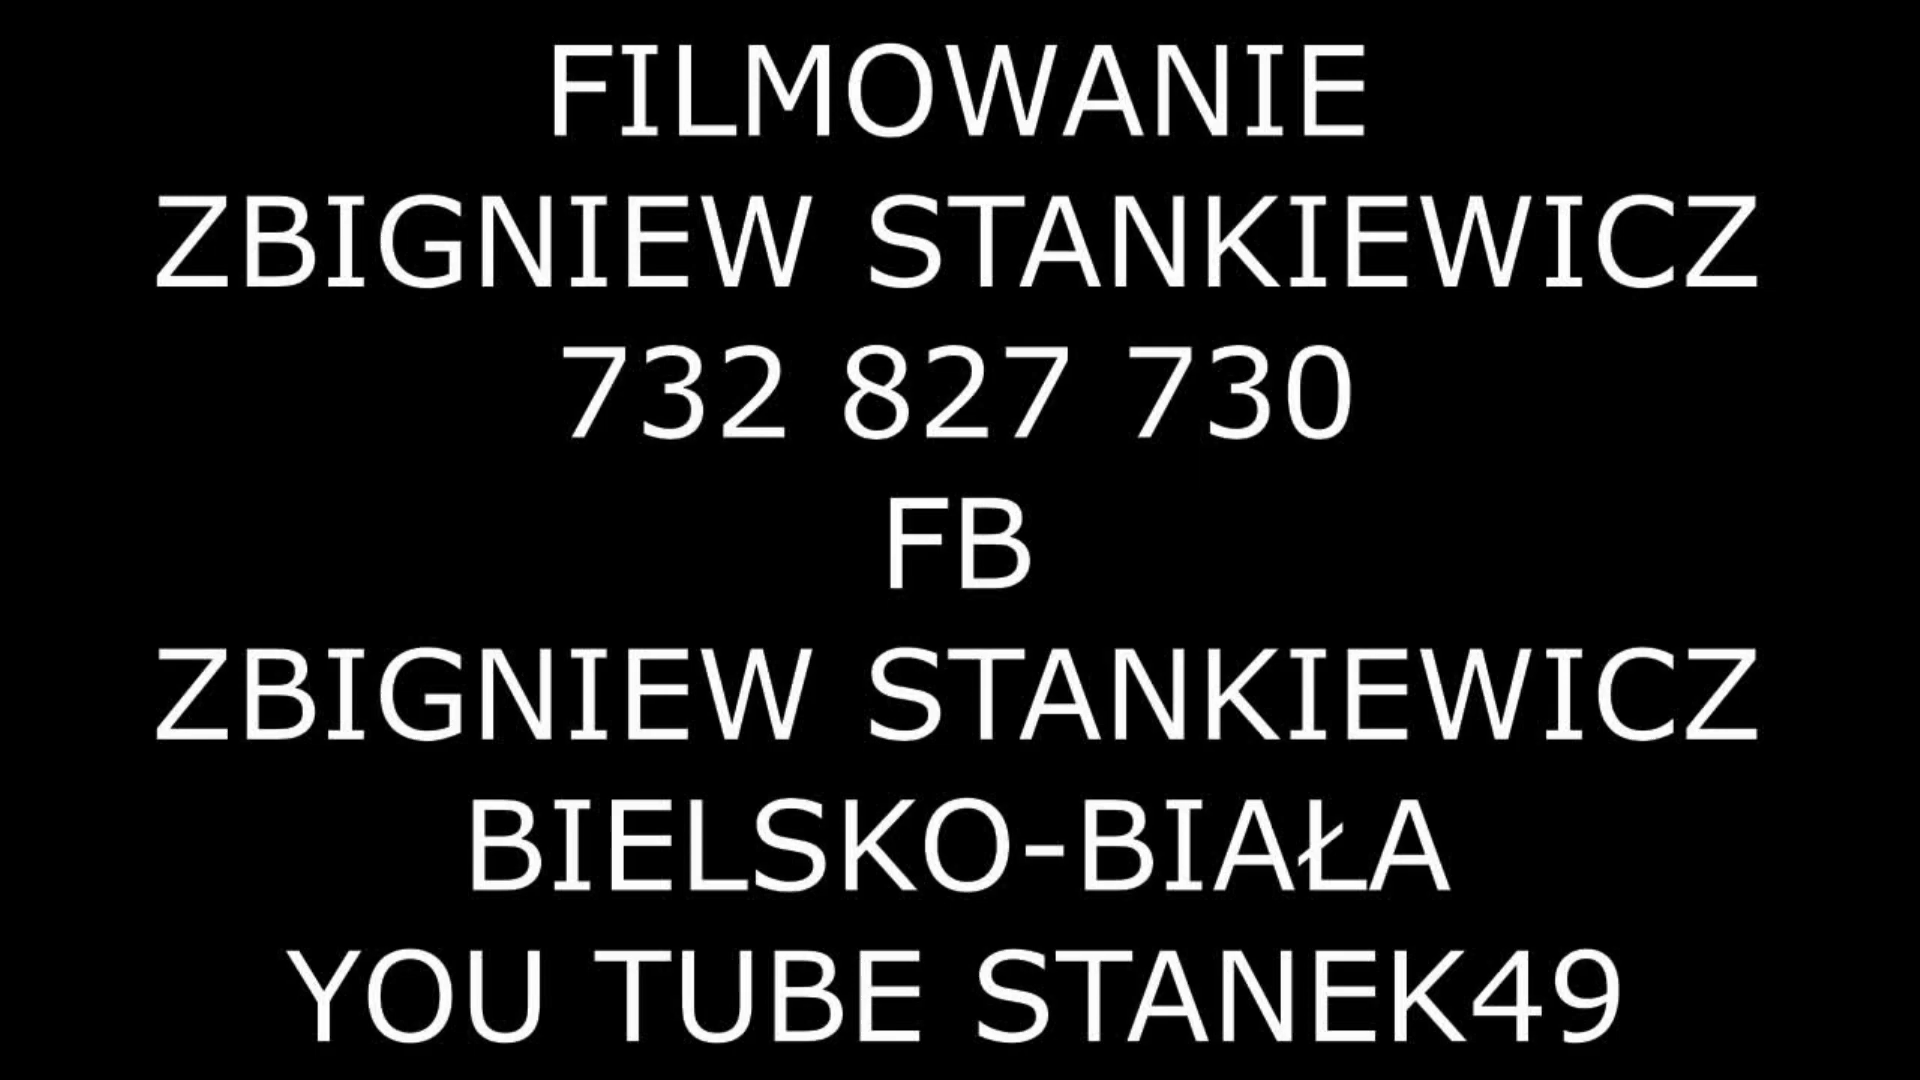 FILMOWANIE
ZBIGNIEW STANKIEWICZ
732 827 730
FB
ZBIGNIEW STANKIEWICZ
BIELSKO-BIAŁA
YOU TUBE STANEK49